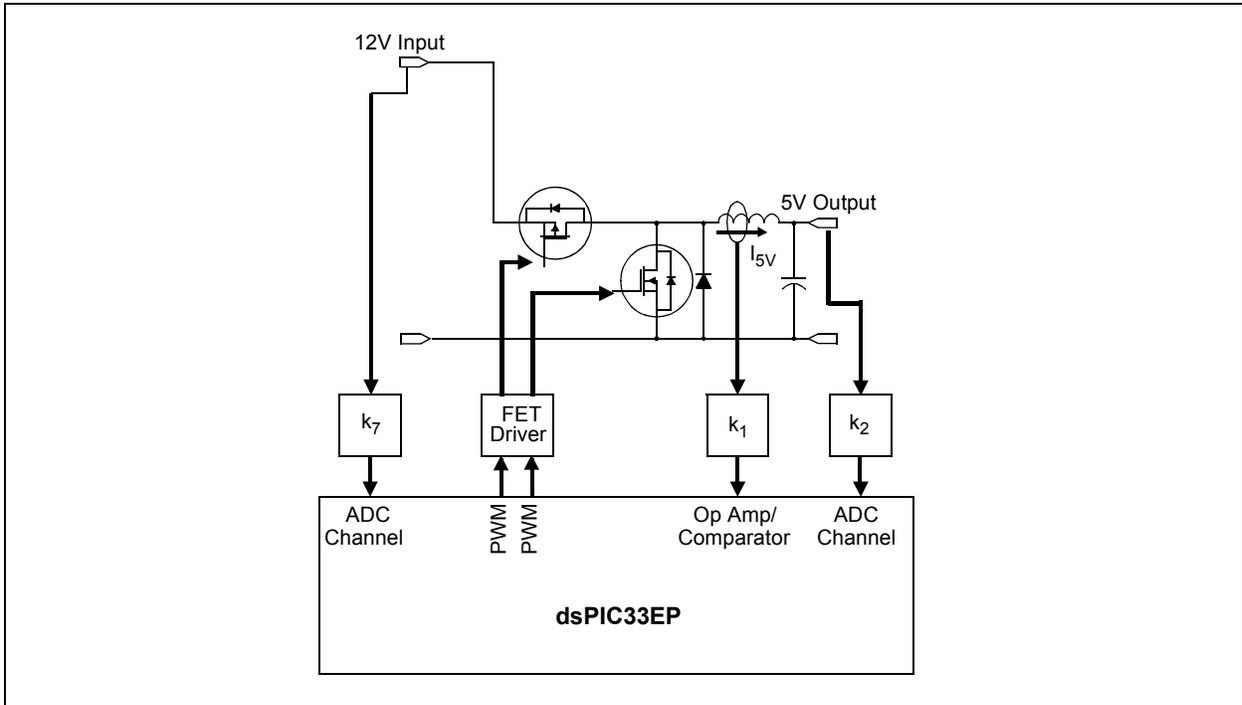 12V Input
5V Output
I5V
k7
FET
Driver
k1
k2
ADC
Channel
PWM
PWM
Op Amp/
Comparator
ADC
Channel
dsPIC33EP